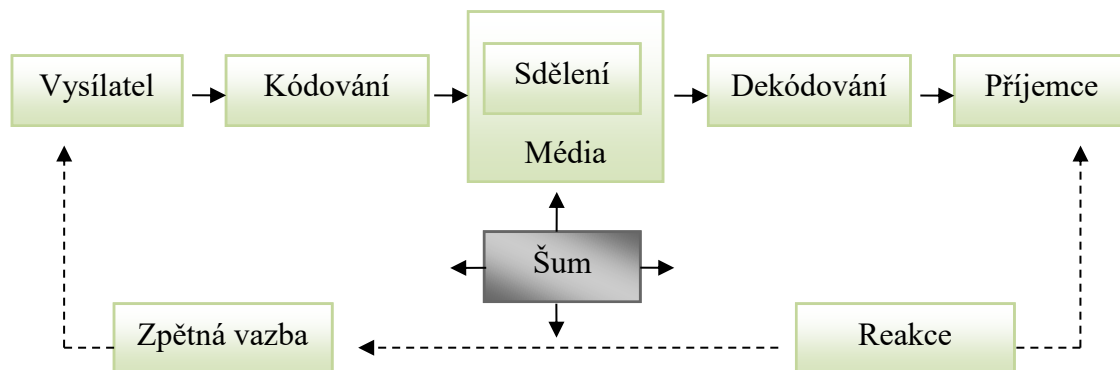 Vysílatel
Kódování
Sdělení
Média
Dekódování
Příjemce
Šum
Zpětná vazba
Reakce